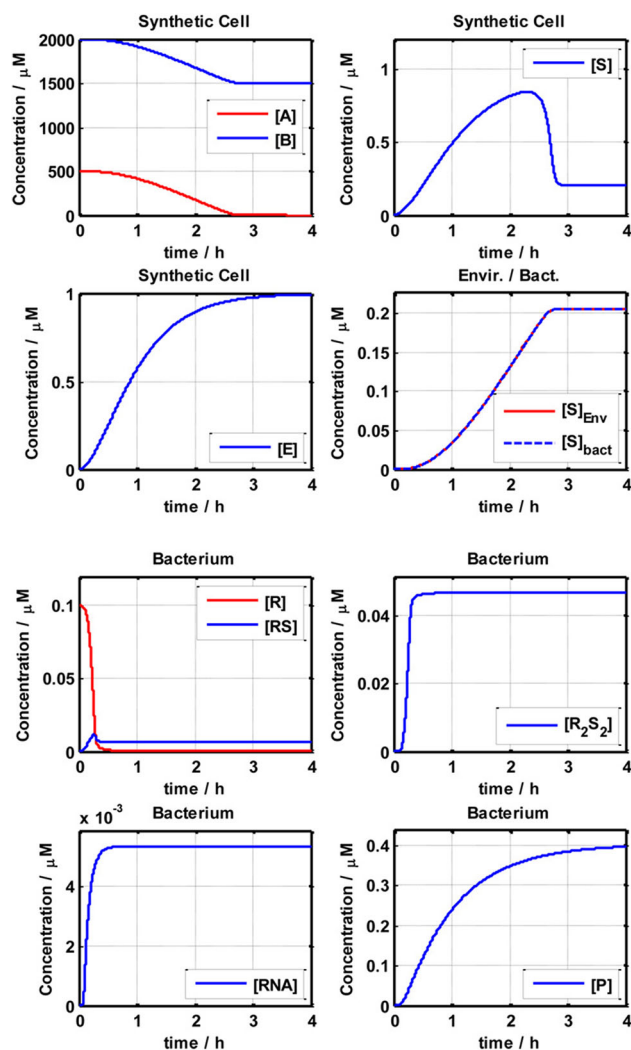 Synthetic Cell
Concentration / μM
2000
1500
1000
500
0
[A]
[B]
0 1 2 3 4
time / h
Synthetic Cell
Concentration / μM
1
0.5
0
[S]
0 1 2 3 4
time / h
Synthetic Cell
Concentration / μM
1
0.5
0
[E]
0 1 2 3 4
time / h
Envir. / Bact.
Concentration / μM
0.2
0.15
0.1
0.05
0
[S]Env
[S]bact
0 1 2 3 4
time / h
Bacterium
Concentration / μM
0.1
0.05
0
[R]
[RS]
0 1 2 3 4
time / h
Bacterium
Concentration / μM
0.04
0.02
0
[R2S2]
0 1 2 3 4
time / h
Bacterium
x 10-3
Concentration / μM
4
2
0
[RNA]
0 1 2 3 4
time / h
Bacterium
Concentration / μM
0.4
0.3
0.2
0.1
0
[P]
0 1 2 3 4
time / h